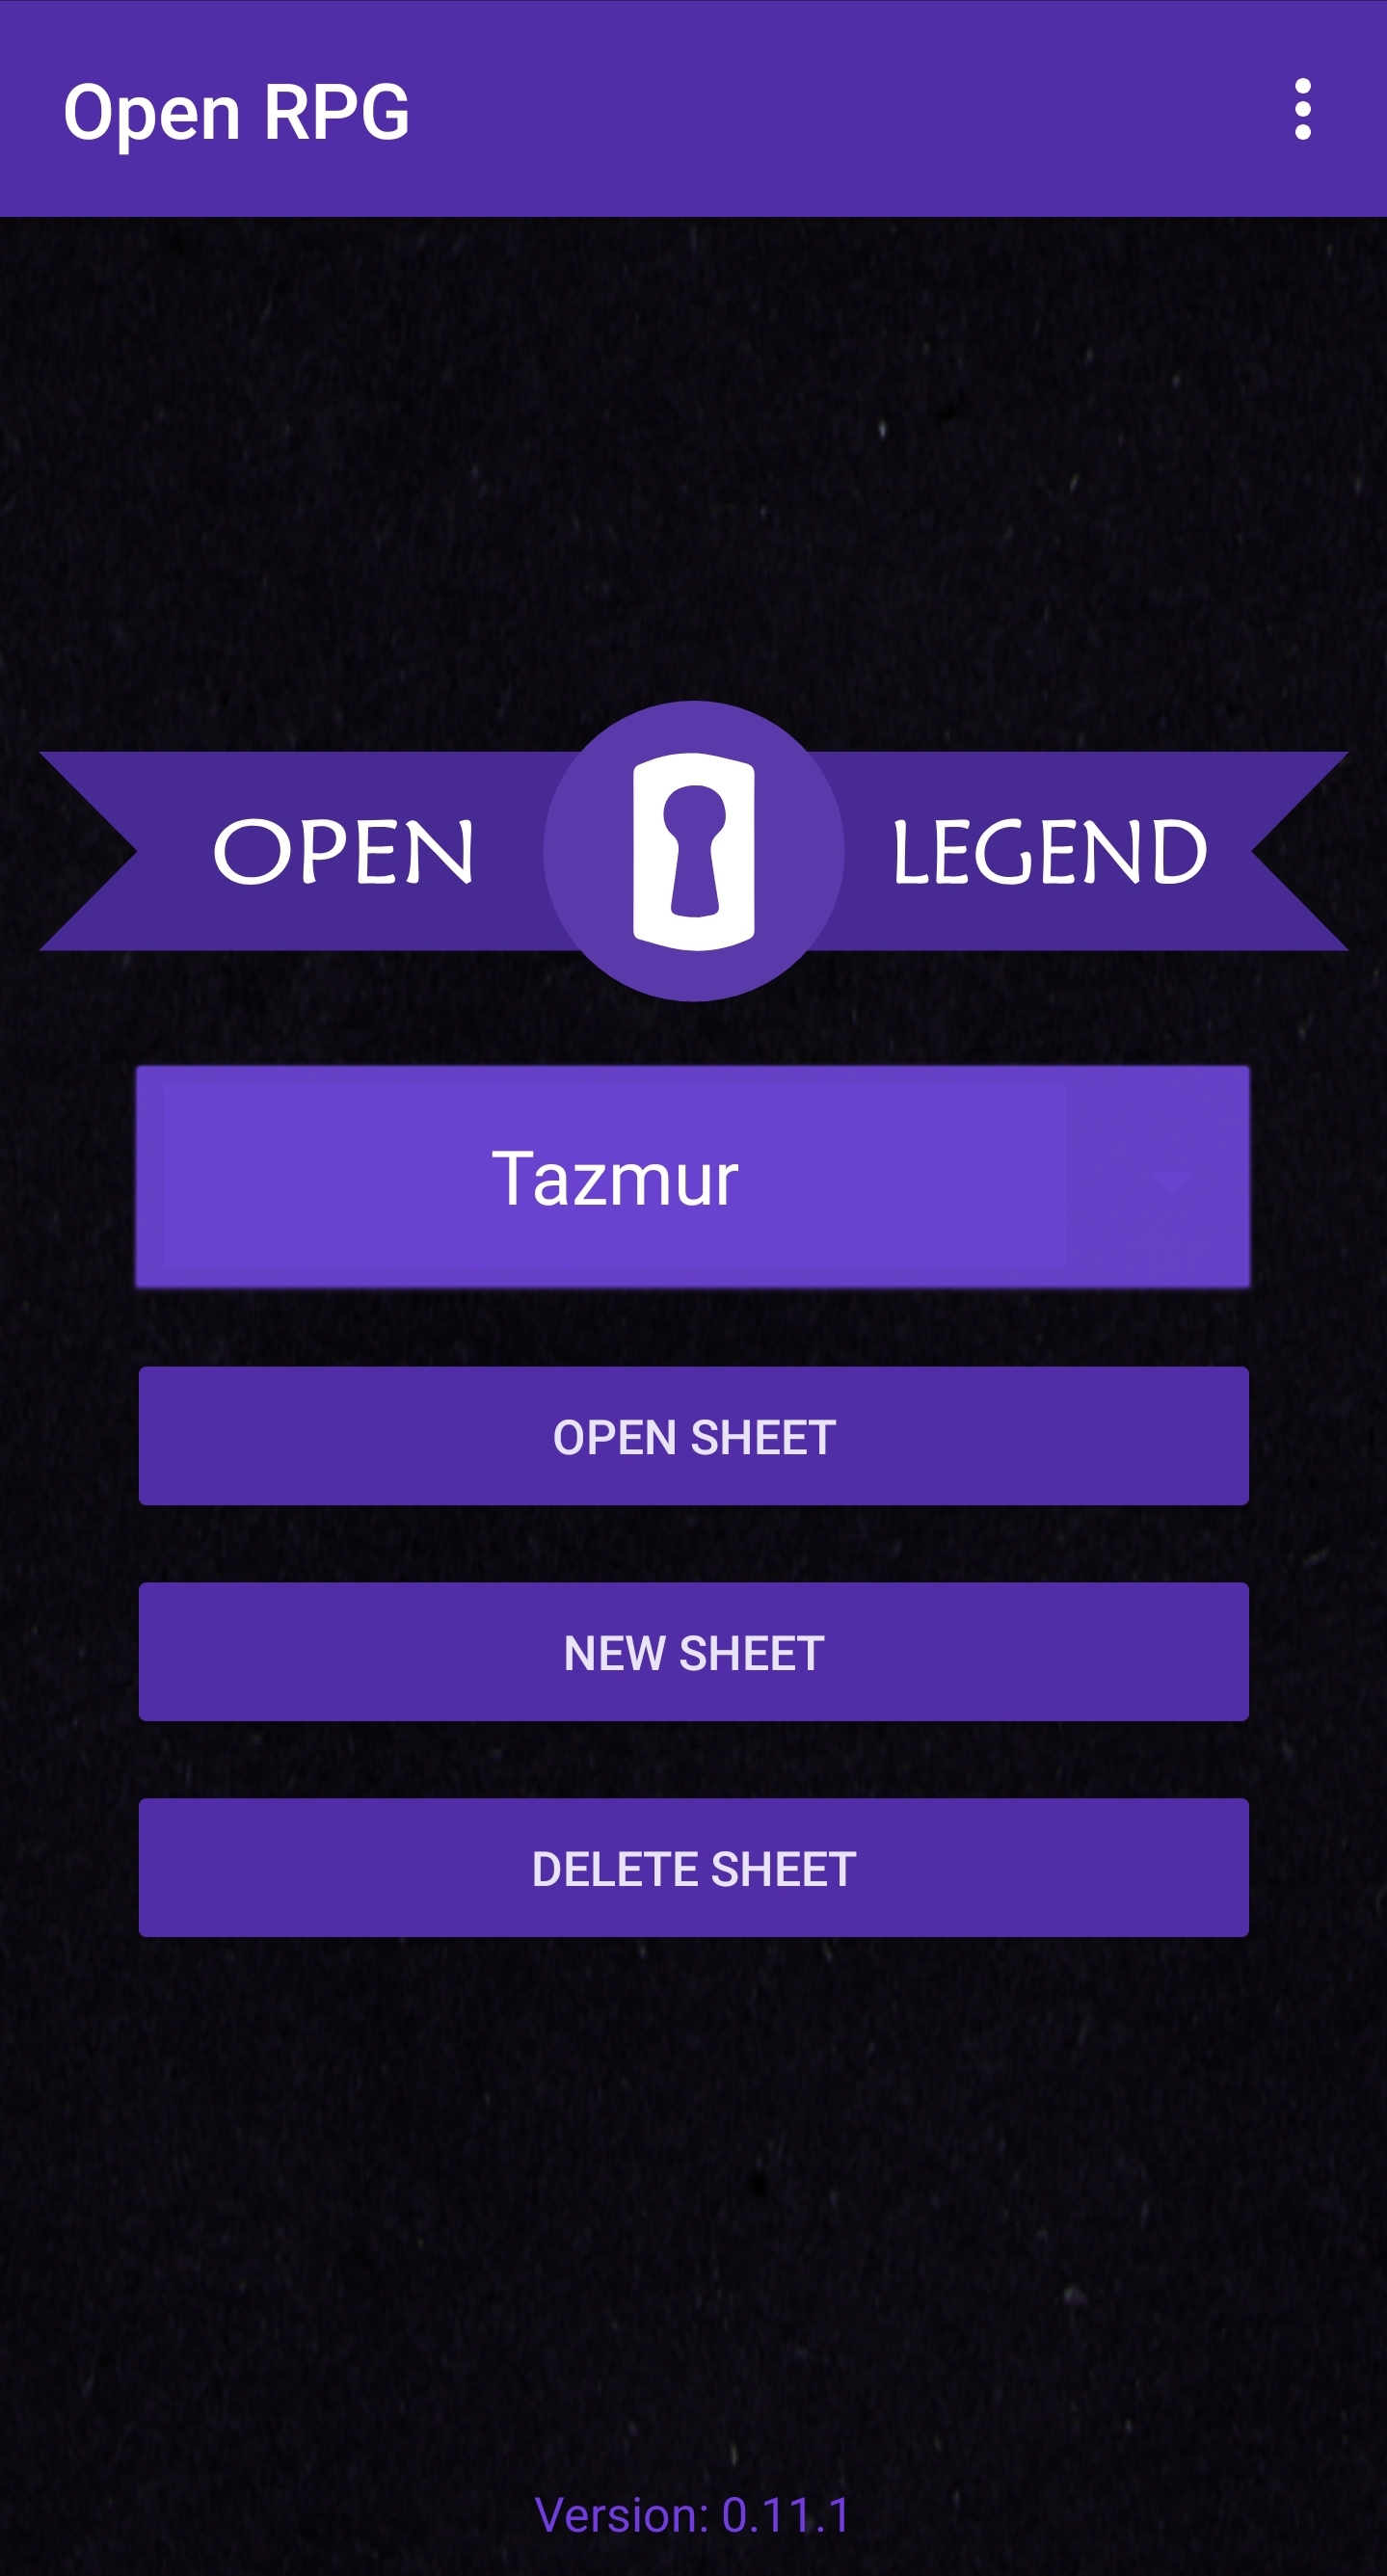 Open RPG
OPEN LEGEND
Tazmur
OPEN SHEET
NEW SHEET
DELETE SHEET
Version: 0.11.1